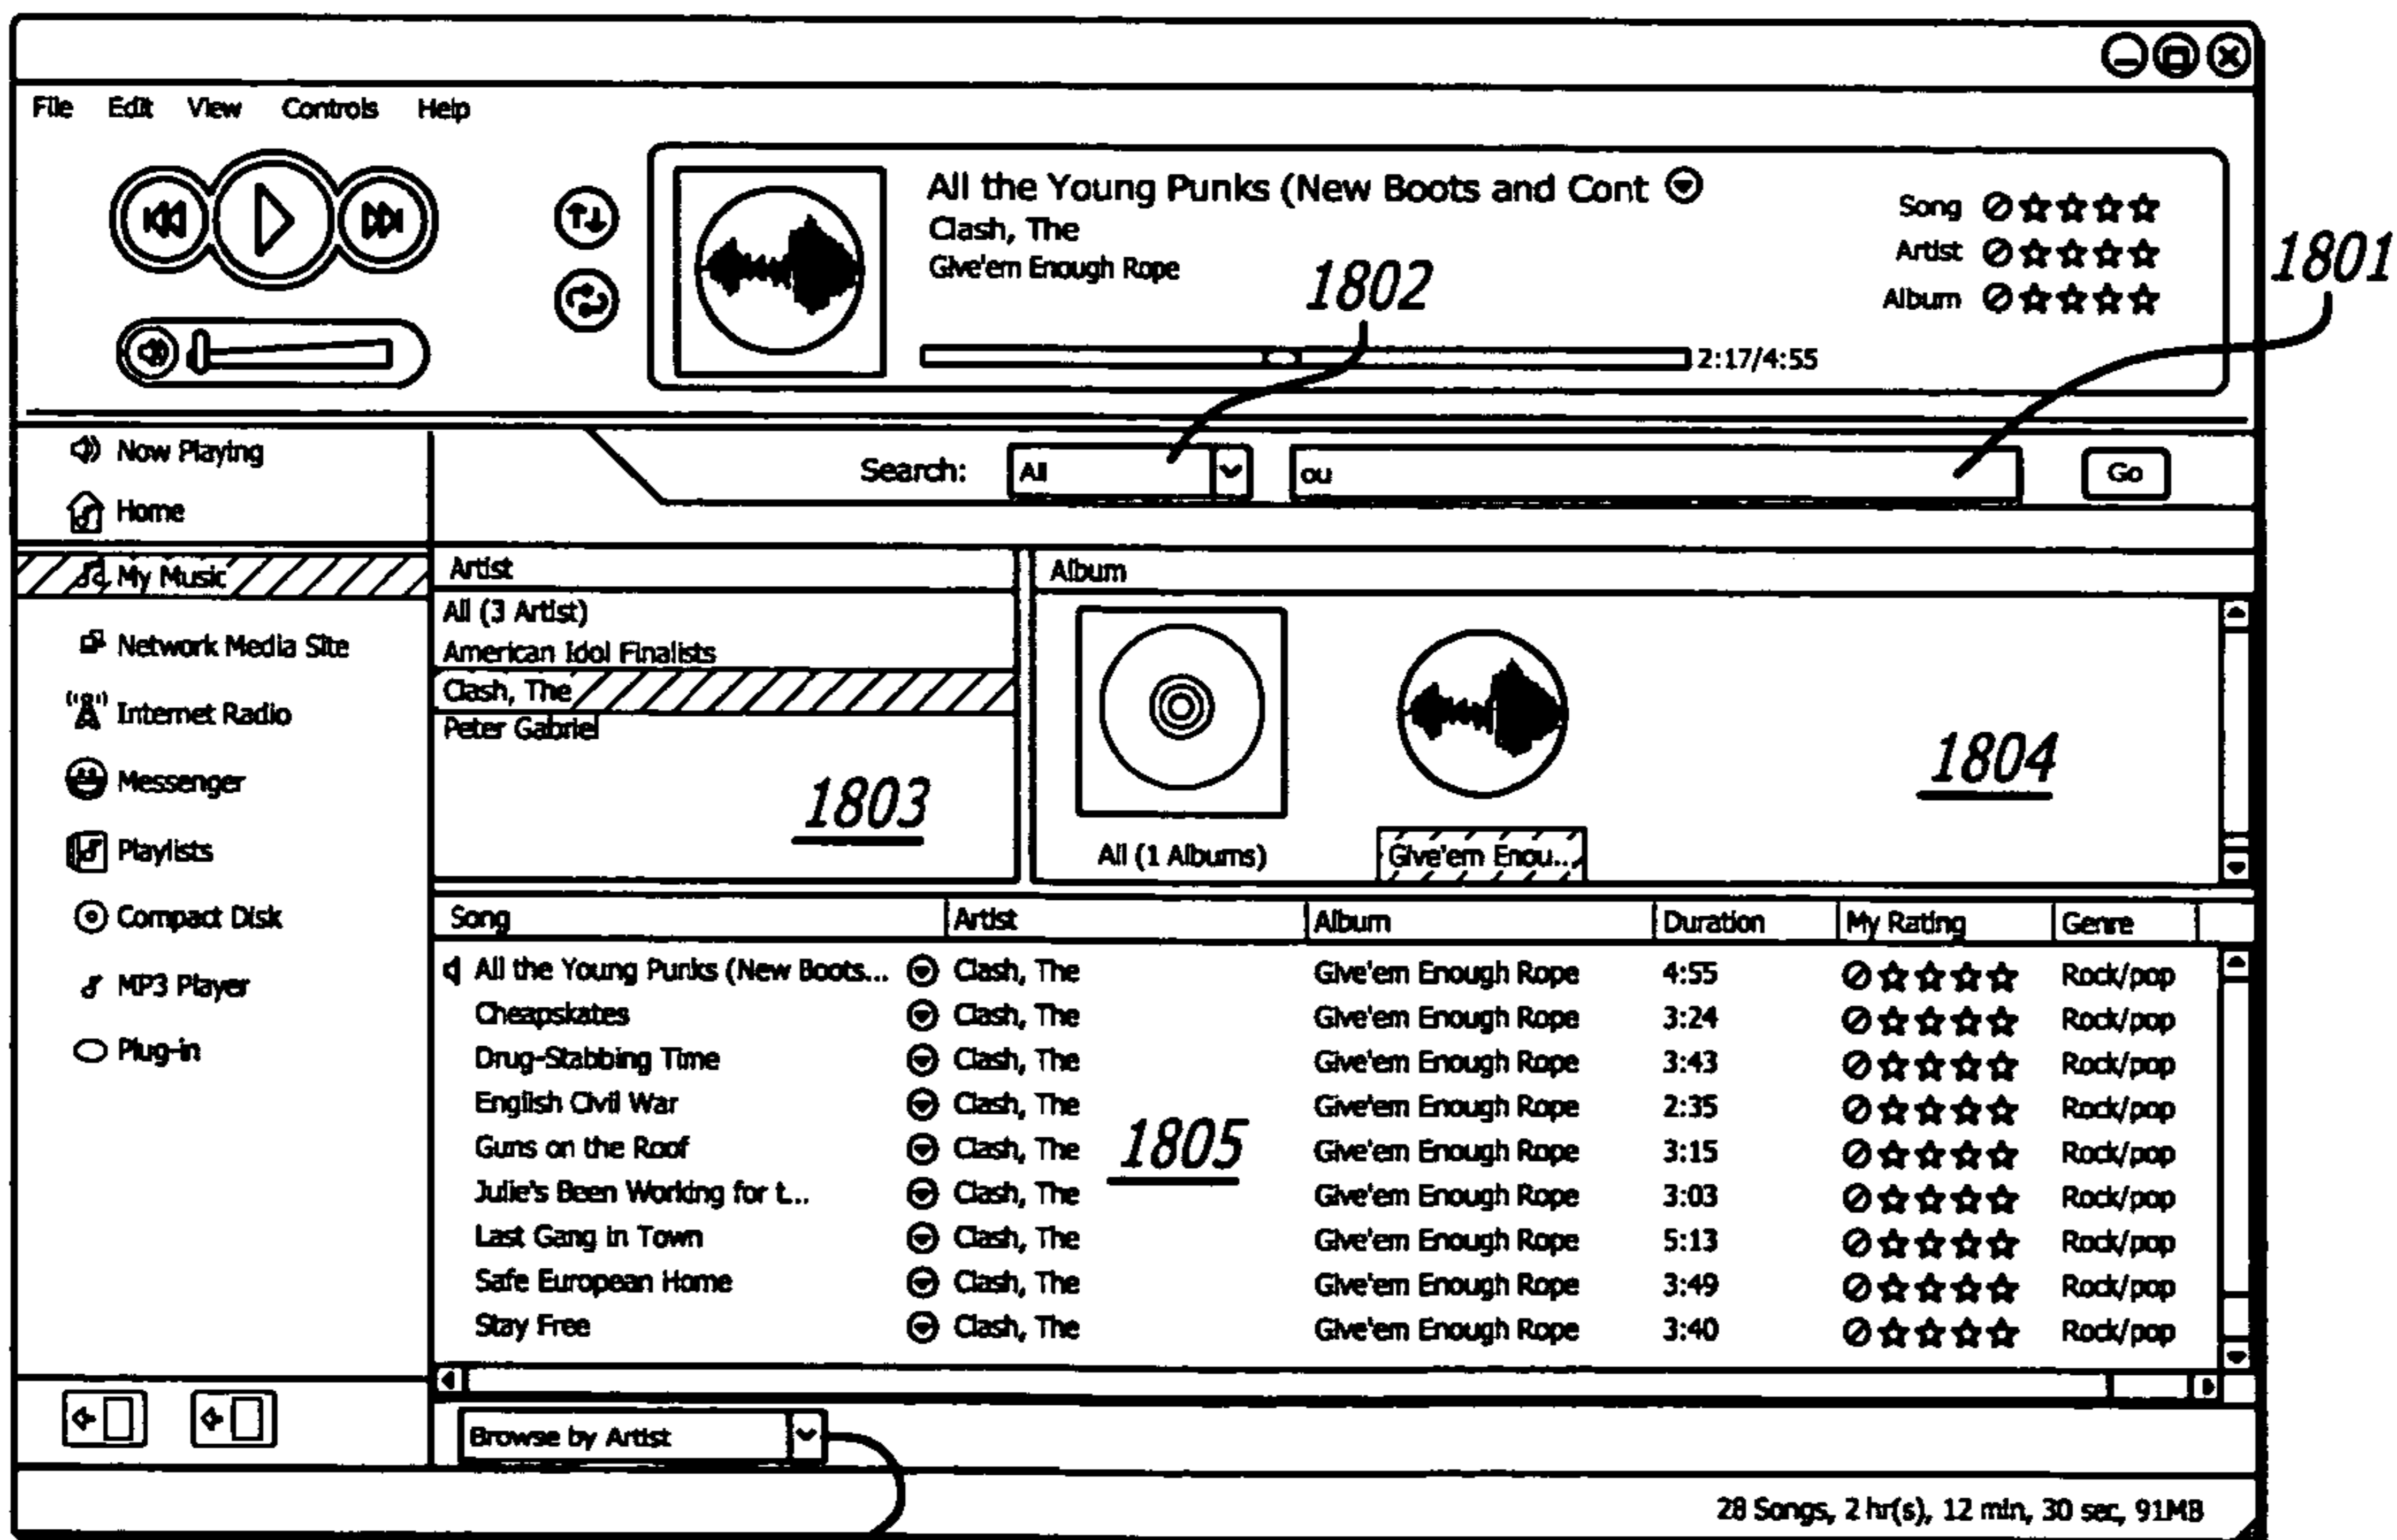 File Edit View Controls Help
All the Young Punks (New Boots and Cont
Clash, The
Give'em Enough Rope
Song
Artist
Album
1802
1801
2:17/4:55
Now Playing
Home
My Music
Network Media Site
Internet Radio
Messenger
Playlists
Compact Disk
MP3 Player
Plug-in
Search: All ou Go
Artist
All (3 Artist)
American Idol Finalists
Clash, The
Peter Gabriel
1803
Album
All (1 Albums)
Give'em Enou...
1804
Song Artist Album Duration My Rating Genre
All the Young Punks (New Boots... Clash, The Give'em Enough Rope 4:55 Rock/pop
Cheapskates Clash, The Give'em Enough Rope 3:24 Rock/pop
Drug-Stabbing Time Clash, The Give'em Enough Rope 3:43 Rock/pop
English Civil War Clash, The Give'em Enough Rope 2:35 Rock/pop
Guns on the Roof Clash, The Give'em Enough Rope 3:15 Rock/pop
Julie's Been Working for t... Clash, The Give'em Enough Rope 3:03 Rock/pop
Last Gang in Town Clash, The Give'em Enough Rope 5:13 Rock/pop
Safe European Home Clash, The Give'em Enough Rope 3:49 Rock/pop
Stay Free Clash, The Give'em Enough Rope 3:40 Rock/pop
1805
Browse by Artist
28 Songs, 2 hr(s), 12 min, 30 sec, 91MB